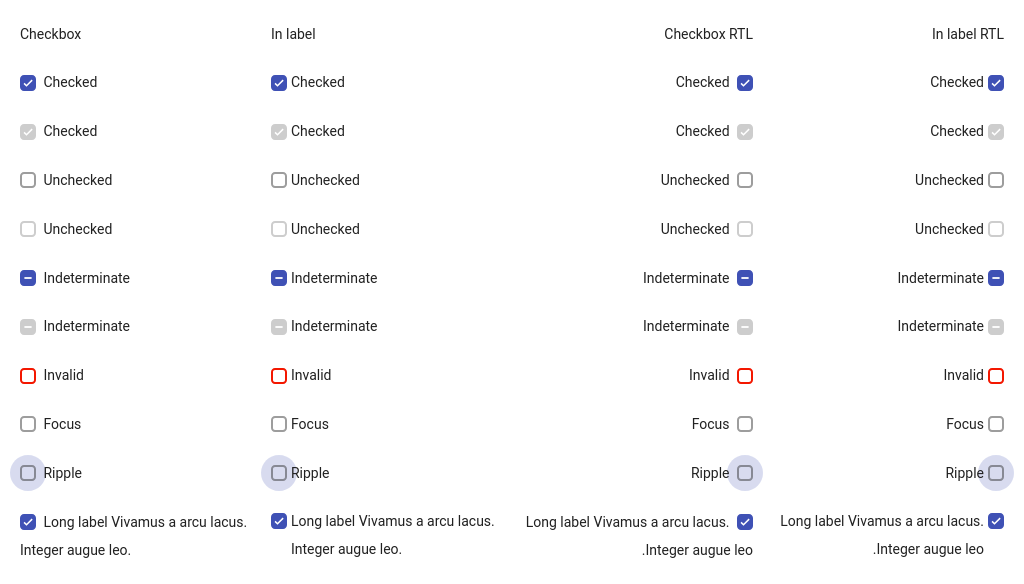 Checkbox In label Checkbox RTL In label RTL
Checked Checked Checked Checked
Checked Checked Checked Checked
Unchecked Unchecked Unchecked Unchecked
Unchecked Unchecked Unchecked Unchecked
Indeterminate Indeterminate Indeterminate Indeterminate
Indeterminate Indeterminate Indeterminate Indeterminate
Invalid Invalid Invalid Invalid
Focus Focus Focus Focus
Ripple Ripple Ripple Ripple
Long label Vivamus a arcu lacus. Long label Vivamus a arcu lacus. Long label Vivamus a arcu lacus. Long label Vivamus a arcu lacus.
Integer augue leo. Integer augue leo. .Integer augue leo .Integer augue leo